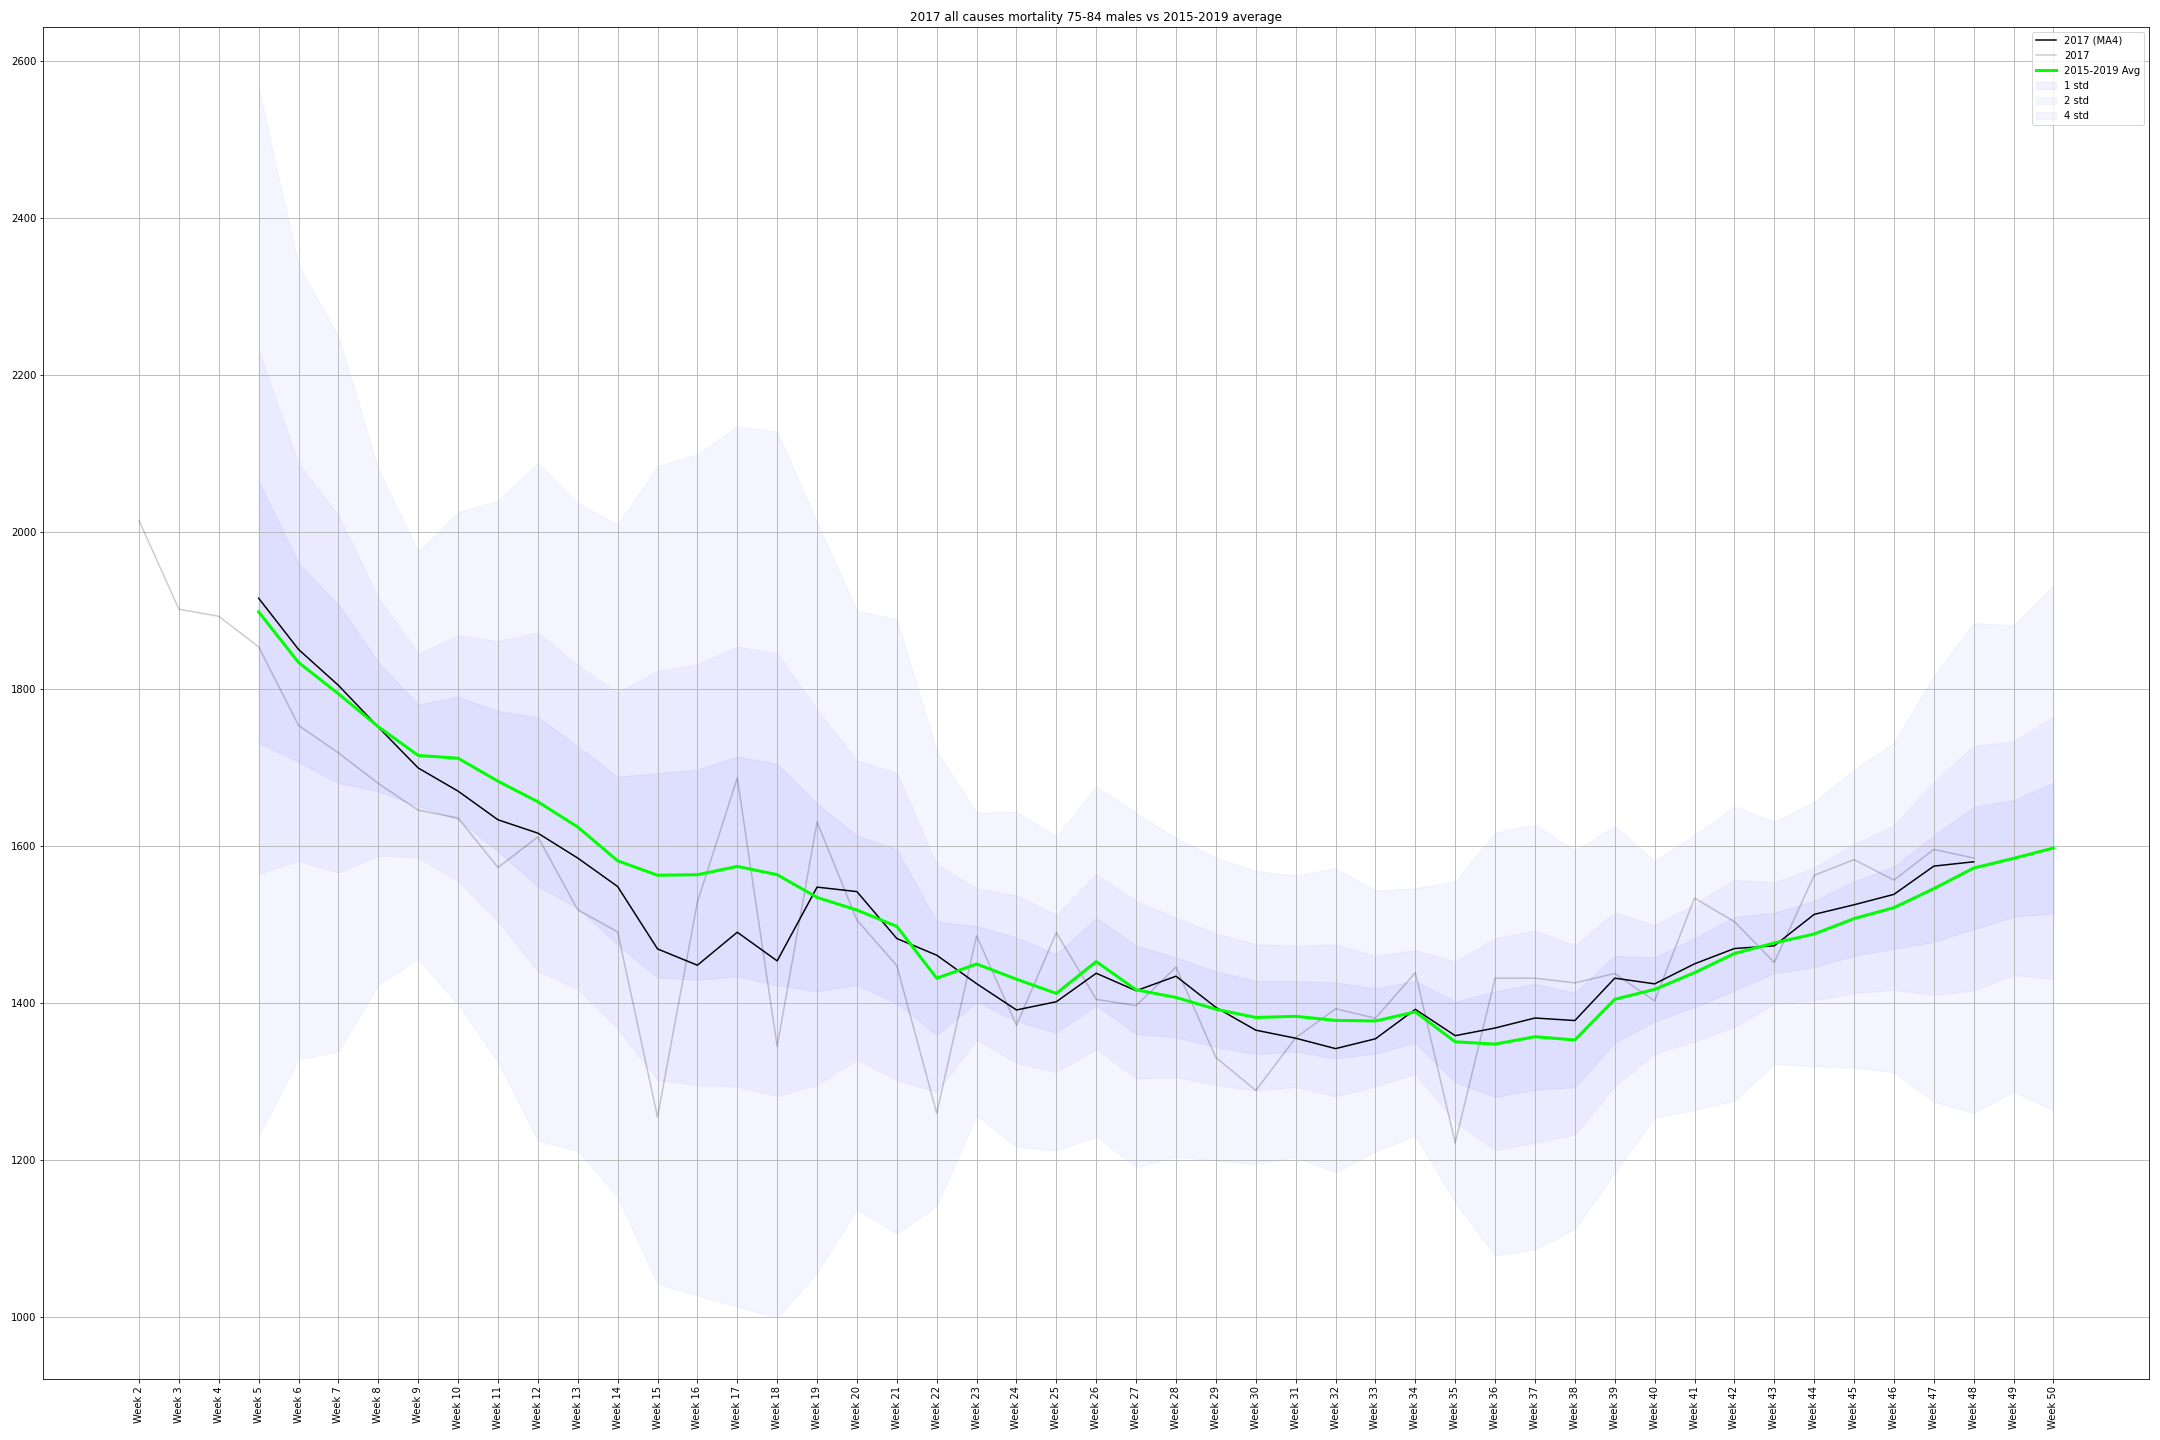 2017 all causes mortality 75-84 males vs 2015-2019 average
2017 (MA4)
2017
2015-2019 Avg
1 std
2 std
4 std
2600
2400
2200
2000
1800
1600
1400
1200
1000
Week 2
Week 3
Week 4
Week 5
Week 6
Week 7
Week 8
Week 9
Week 10
Week 11
Week 12
Week 13
Week 14
Week 15
Week 16
Week 17
Week 18
Week 19
Week 20
Week 21
Week 22
Week 23
Week 24
Week 25
Week 26
Week 27
Week 28
Week 29
Week 30
Week 31
Week 32
Week 33
Week 34
Week 35
Week 36
Week 37
Week 38
Week 39
Week 40
Week 41
Week 42
Week 43
Week 44
Week 45
Week 46
Week 47
Week 48
Week 49
Week 50